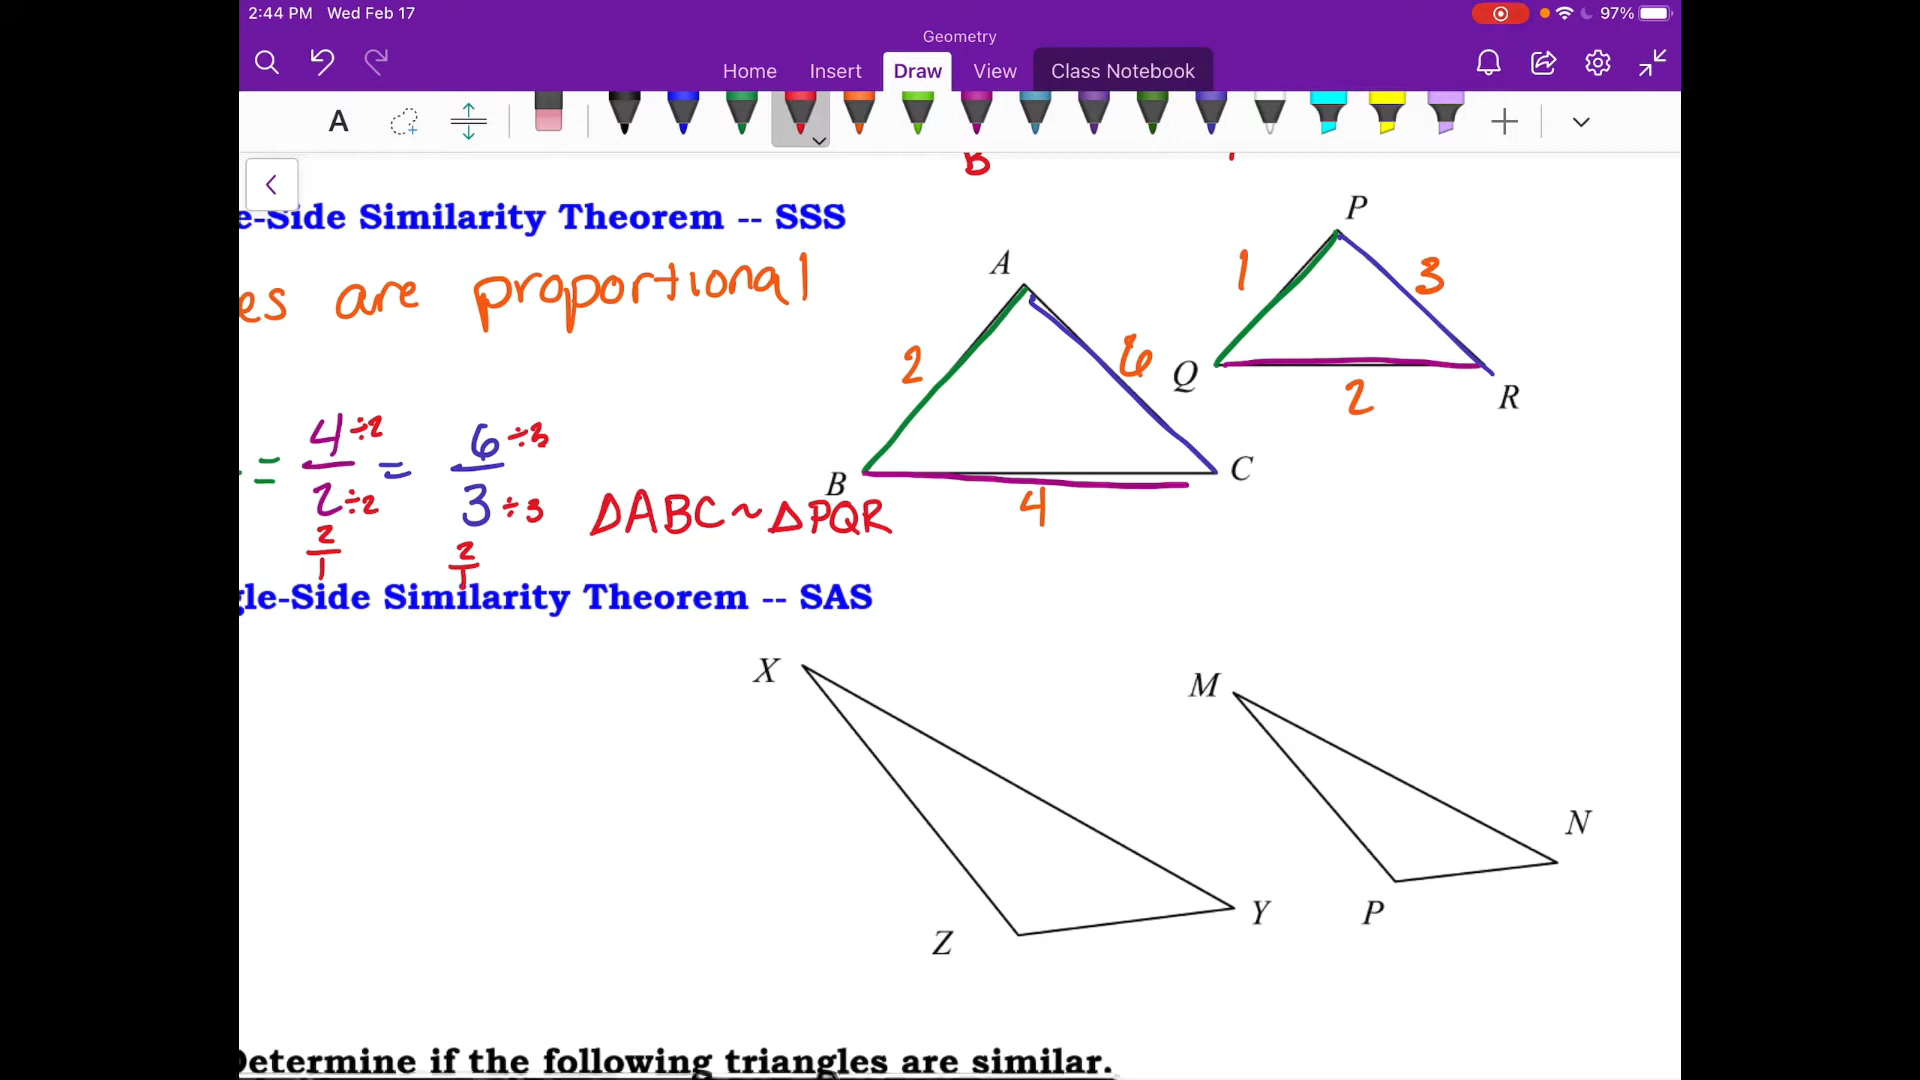 2:44 PM Wed Feb 17
97%
Geometry
Home Insert Draw View Class Notebook
A
B
e-Side Similarity Theorem -- SSS
es are proportional
A
B
C
2
6
4
P
Q
R
1
3
2
= 4 ÷2 = 6 ÷3
2 ÷2 3 ÷3
2 2
1 1
ΔABC ~ ΔPQR
gle-Side Similarity Theorem -- SAS
X
Y
Z
M
N
P
Determine if the following triangles are similar.